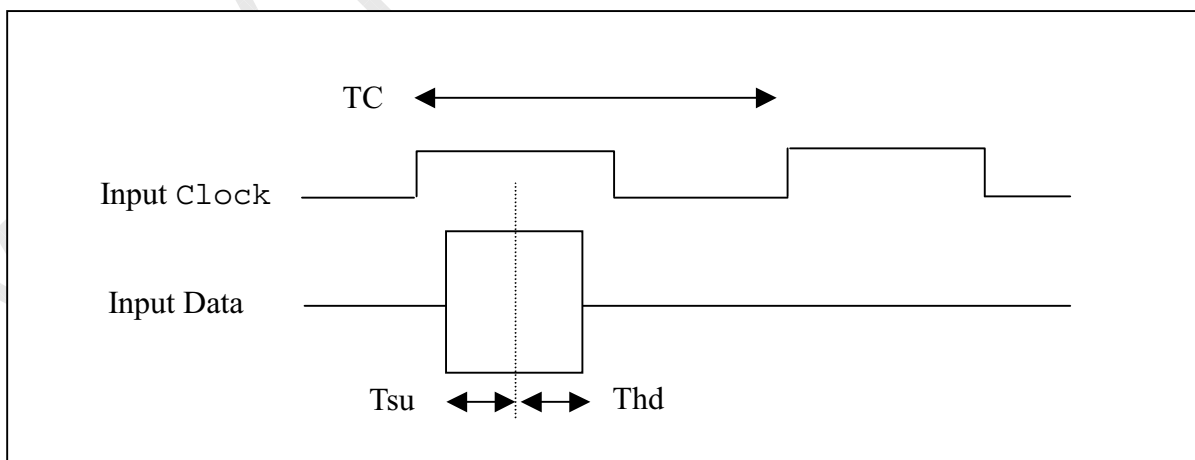 TC
Input Clock
Input Data
Tsu
Thd